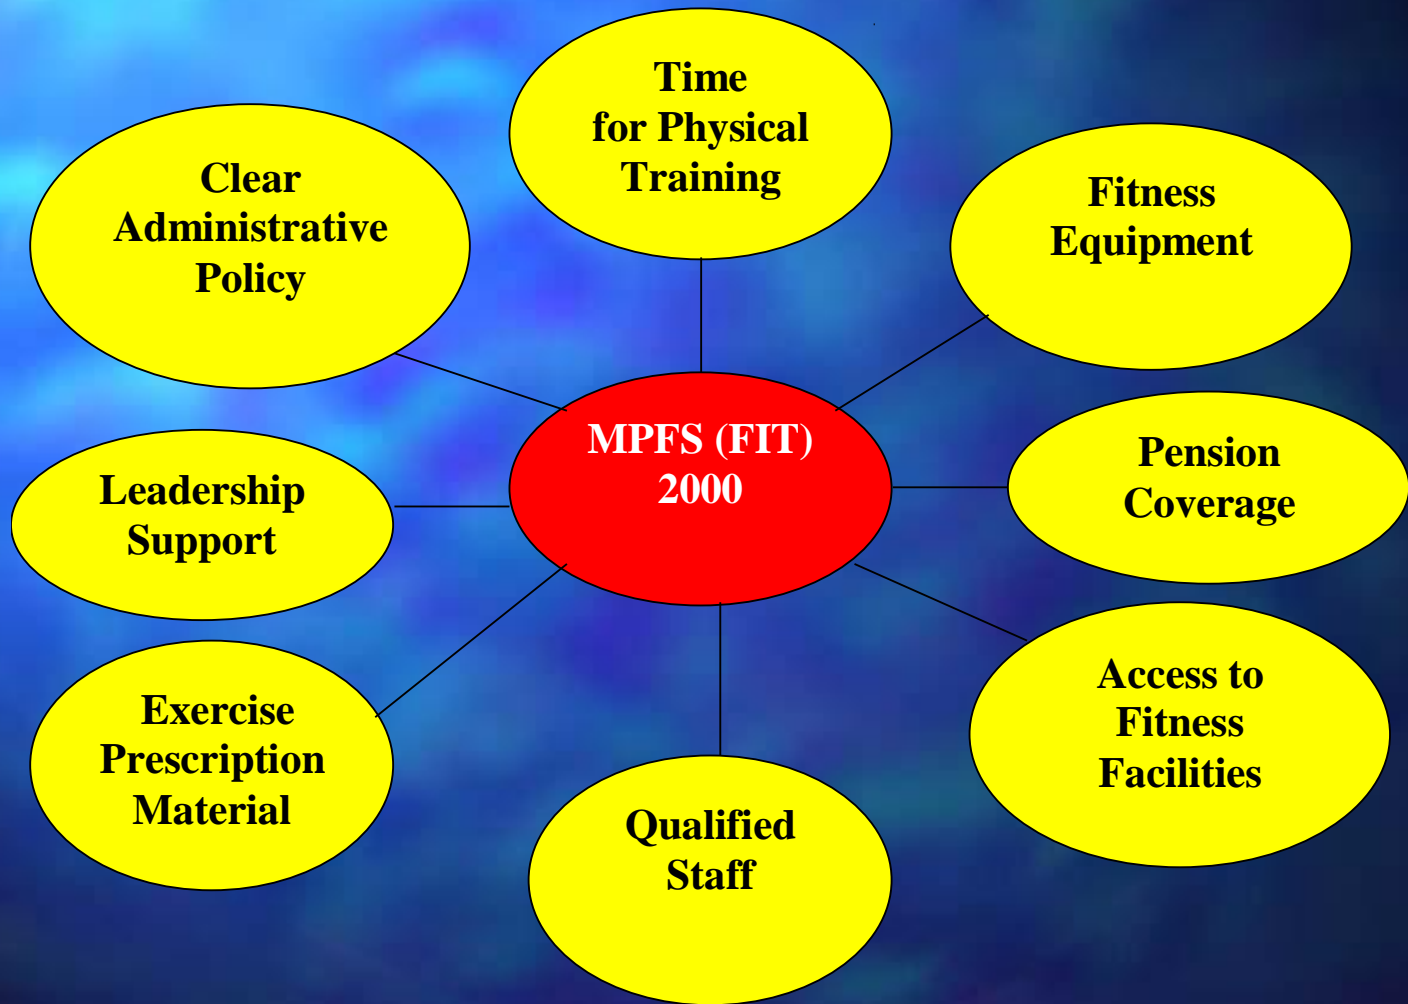 Time
for Physical
Training
Clear
Administrative
Policy
Fitness
Equipment
MPFS (FIT)
2000
Pension
Coverage
Leadership
Support
Access to
Fitness
Facilities
Exercise
Prescription
Material
Qualified
Staff